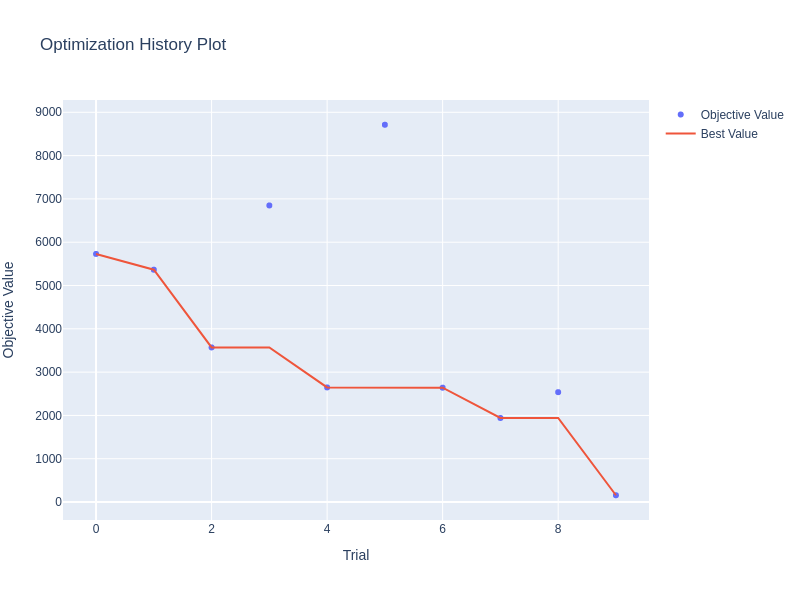 Optimization History Plot
Objective Value
Best Value
9000
8000
7000
6000
5000
4000
3000
2000
1000
0
Objective Value
0 2 4 6 8
Trial